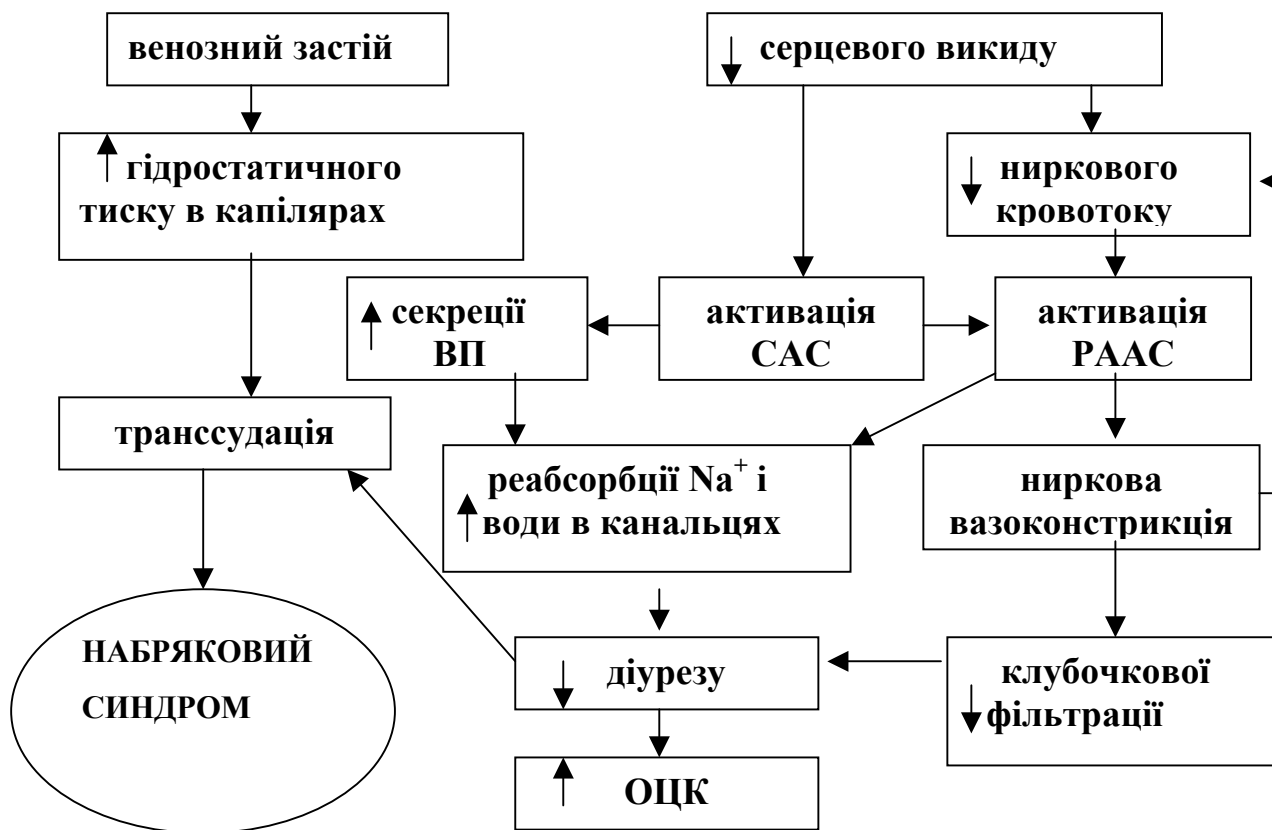 венозний застій
серцевого викиду
гідростатичного
тиску в капілярах
ниркового
кровотоку
секреції
ВП
активація
САС
активація
РААС
транссудація
реабсорбції Na⁺ і
води в канальцях
ниркова
вазоконстрикція
НАБРЯКОВИЙ
СИНДРОМ
діурезу
клубочкової
фільтрації
ОЦК